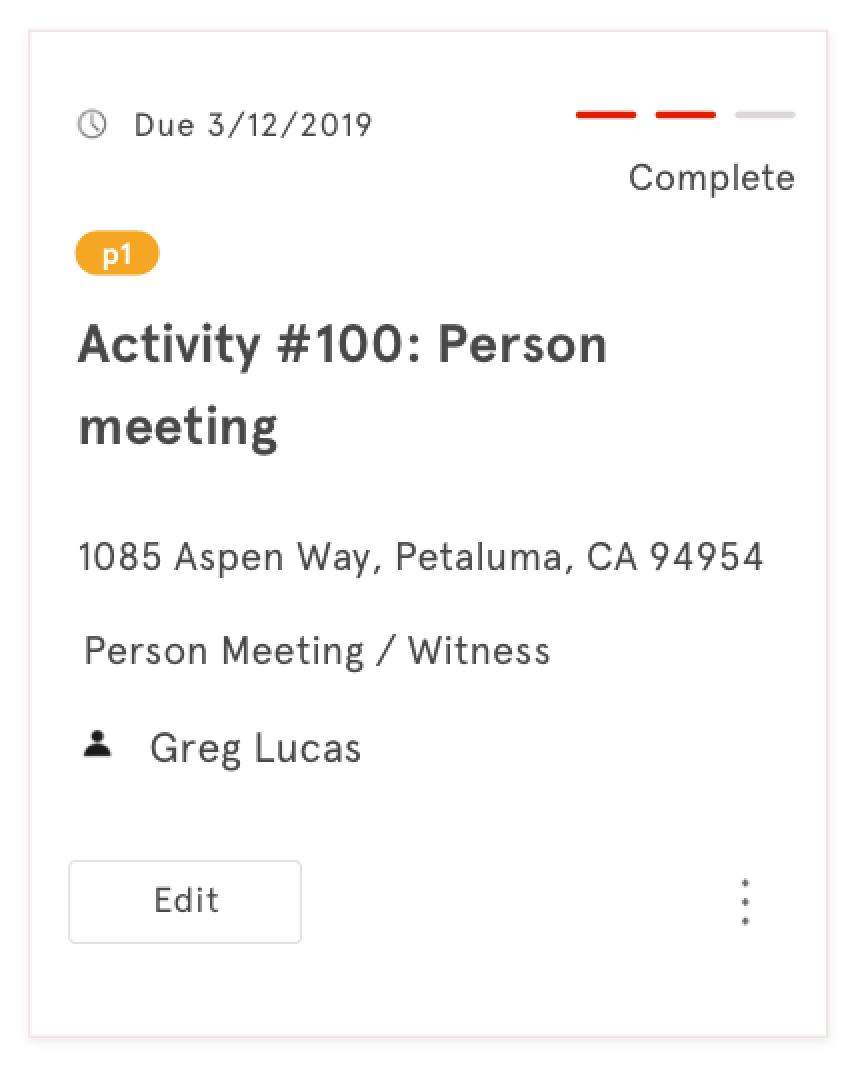 Due 3/12/2019
Complete
p1
Activity #100: Person
meeting
1085 Aspen Way, Petaluma, CA 94954
Person Meeting / Witness
Greg Lucas
Edit